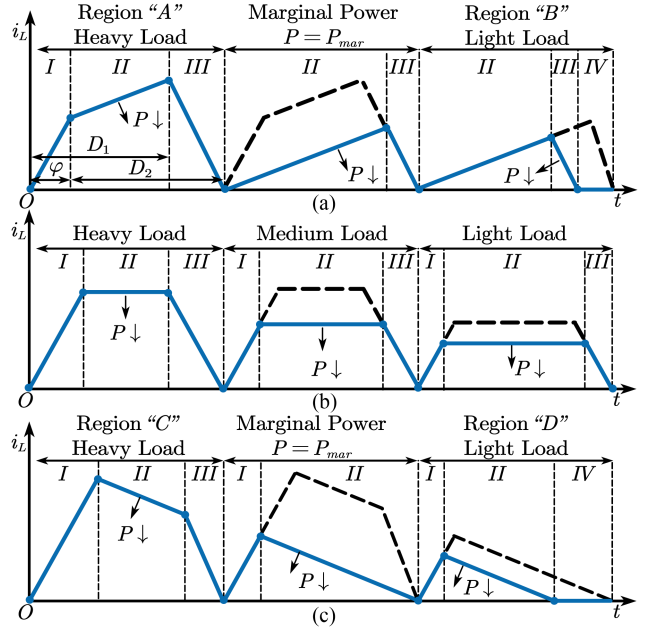 Region “A”
Marginal Power
Region “B”
i_L
Heavy Load
P = P_mar
Light Load
I
II
III
II
III
II
III
IV
P↓
P↓
P↓
D_1
φ
D_2
O
(a)
t
i_L
Heavy Load
Medium Load
Light Load
I
II
III
I
II
III
I
II
III
P↓
P↓
P↓
O
(b)
t
Region “C”
Marginal Power
Region “D”
i_L
Heavy Load
P = P_mar
Light Load
I
II
III
I
II
I
II
IV
P↓
P↓
P↓
O
(c)
t